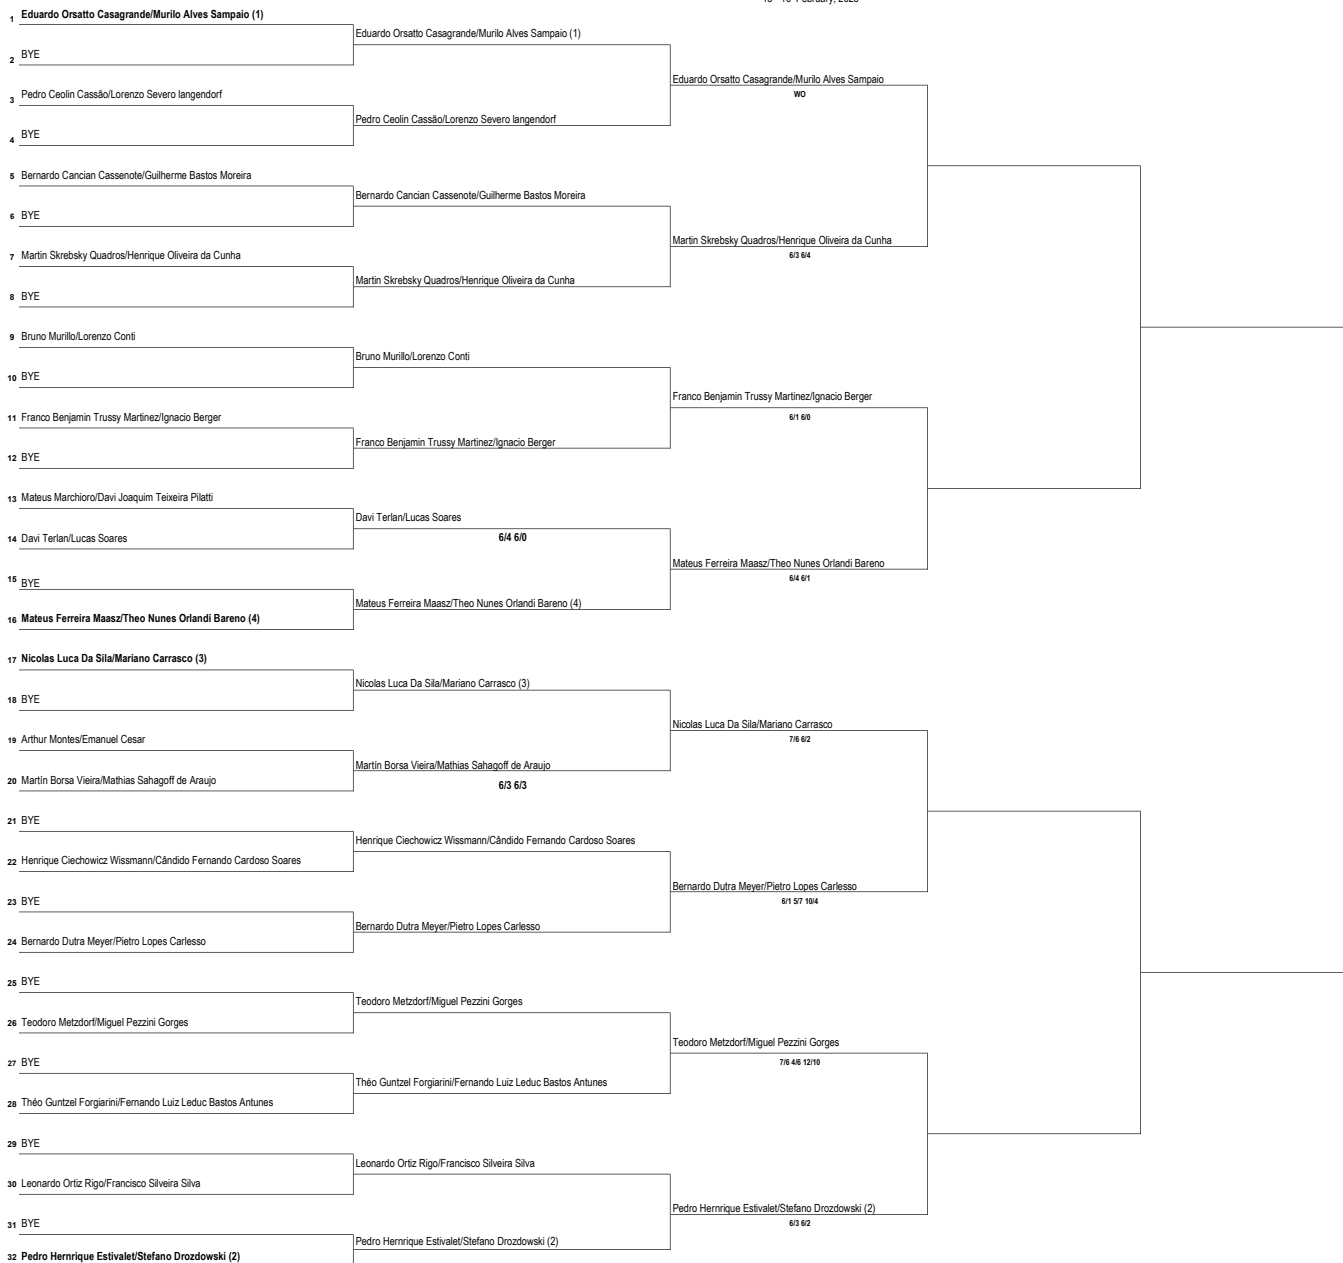 1 Eduardo Orsatto Casagrande/Murilo Alves Sampaio (1)
Eduardo Orsatto Casagrande/Murilo Alves Sampaio (1)
2 BYE
Eduardo Orsatto Casagrande/Murilo Alves Sampaio
WO
3 Pedro Ceolin Cassão/Lorenzo Severo langendorf
Pedro Ceolin Cassão/Lorenzo Severo langendorf
4 BYE
5 Bernardo Cancian Cassenote/Guilherme Bastos Moreira
Bernardo Cancian Cassenote/Guilherme Bastos Moreira
6 BYE
Martin Skrebsky Quadros/Henrique Oliveira da Cunha
6/3 6/4
7 Martin Skrebsky Quadros/Henrique Oliveira da Cunha
Martin Skrebsky Quadros/Henrique Oliveira da Cunha
8 BYE
9 Bruno Murillo/Lorenzo Conti
Bruno Murillo/Lorenzo Conti
10 BYE
Franco Benjamin Trussy Martinez/Ignacio Berger
6/1 6/0
11 Franco Benjamin Trussy Martinez/Ignacio Berger
Franco Benjamin Trussy Martinez/Ignacio Berger
12 BYE
13 Mateus Marchioro/Davi Joaquim Teixeira Pilatti
Davi Terlan/Lucas Soares
6/4 6/0
14 Davi Terlan/Lucas Soares
Mateus Ferreira Maasz/Theo Nunes Orlandi Bareno
6/4 6/1
15 BYE
Mateus Ferreira Maasz/Theo Nunes Orlandi Bareno (4)
16 Mateus Ferreira Maasz/Theo Nunes Orlandi Bareno (4)
17 Nicolas Luca Da Sila/Mariano Carrasco (3)
Nicolas Luca Da Sila/Mariano Carrasco (3)
18 BYE
Nicolas Luca Da Sila/Mariano Carrasco
7/6 6/2
19 Arthur Montes/Emanuel Cesar
Martín Borsa Vieira/Mathias Sahagoff de Araujo
6/3 6/3
20 Martín Borsa Vieira/Mathias Sahagoff de Araujo
21 BYE
Henrique Ciechowicz Wissmann/Cândido Fernando Cardoso Soares
22 Henrique Ciechowicz Wissmann/Cândido Fernando Cardoso Soares
Bernardo Dutra Meyer/Pietro Lopes Carlesso
6/1 5/7 10/4
23 BYE
Bernardo Dutra Meyer/Pietro Lopes Carlesso
24 Bernardo Dutra Meyer/Pietro Lopes Carlesso
25 BYE
Teodoro Metzdorf/Miguel Pezzini Gorges
26 Teodoro Metzdorf/Miguel Pezzini Gorges
Teodoro Metzdorf/Miguel Pezzini Gorges
7/6 4/6 12/10
27 BYE
Théo Guntzel Forgiarini/Fernando Luiz Leduc Bastos Antunes
28 Théo Guntzel Forgiarini/Fernando Luiz Leduc Bastos Antunes
29 BYE
Leonardo Ortiz Rigo/Francisco Silveira Silva
30 Leonardo Ortiz Rigo/Francisco Silveira Silva
Pedro Hernrique Estivalet/Stefano Drozdowski (2)
6/3 6/2
31 BYE
Pedro Hernrique Estivalet/Stefano Drozdowski (2)
32 Pedro Hernrique Estivalet/Stefano Drozdowski (2)